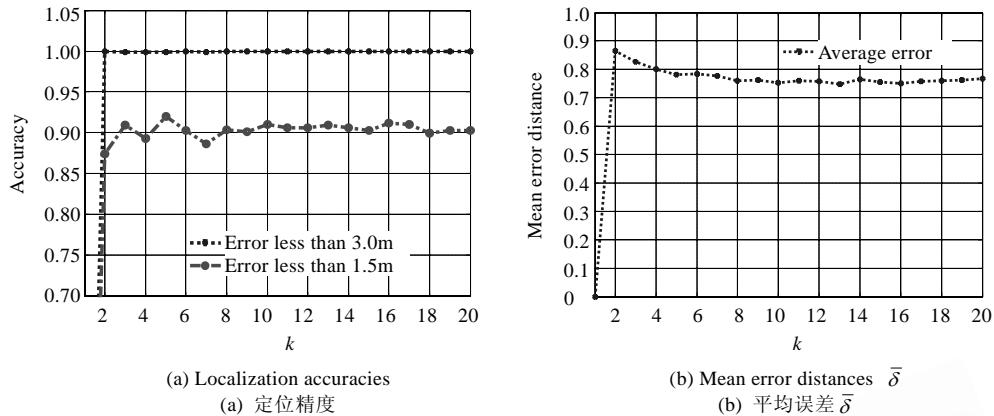 1.05
1.00
0.95
0.90
0.85
0.80
0.75
0.70
Accuracy
Error less than 3.0m
Error less than 1.5m
2 4 6 8 10 12 14 16 18 20
k
(a) Localization accuracies
(a) 定位精度
1.0
0.9
0.8
0.7
0.6
0.5
0.4
0.3
0.2
0.1
0
Mean error distance
Average error
2 4 6 8 10 12 14 16 18 20
k
(b) Mean error distances δ̅
(b) 平均误差 δ̅